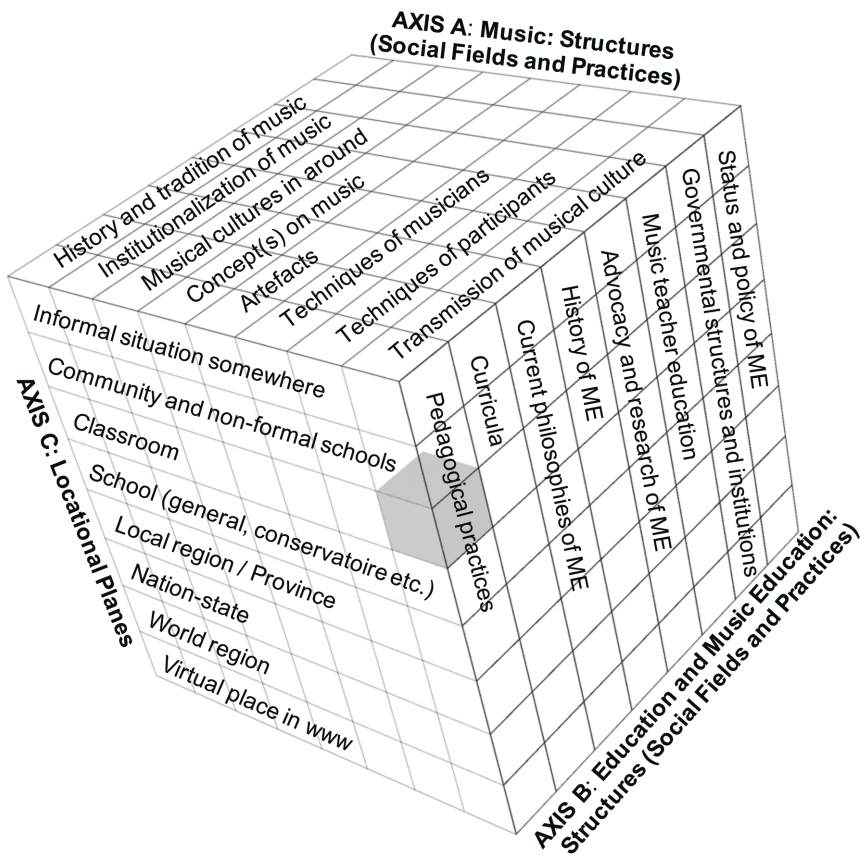 AXIS A: Music: Structures
(Social Fields and Practices)
History and tradition of music
Institutionalization of music
Musical cultures in around
Concept(s) on music
Artefacts
Techniques of musicians
Techniques of participants
Transmission of musical culture
AXIS C: Locational Planes
Informal situation somewhere
Community and non-formal schools
Classroom
School (general, conservatoire etc.)
Local region / Province
Nation-state
World region
Virtual place in www
Pedagogical practices
Curricula
Current philosophies of ME
History of ME
Advocacy and research of ME
Music teacher education
Governmental structures and institutions
Status and policy of ME
AXIS B: Education and Music Education:
Structures (Social Fields and Practices)